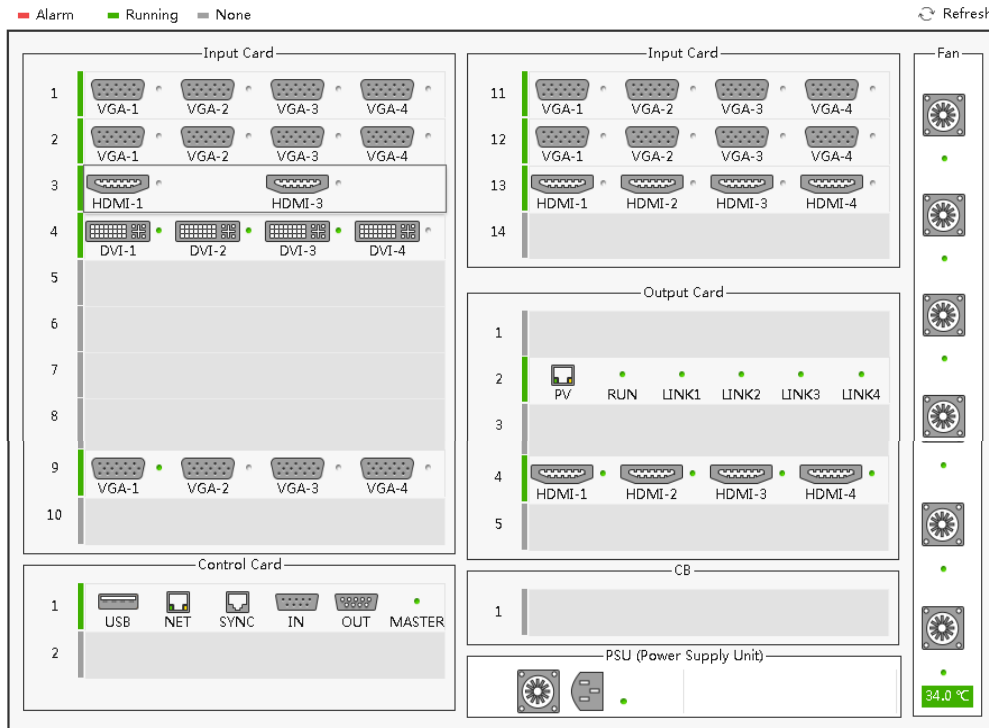 Alarm Running None Refresh
Input Card
1 VGA-1 VGA-2 VGA-3 VGA-4
2 VGA-1 VGA-2 VGA-3 VGA-4
3 HDMI-1 HDMI-3
4 DVI-1 DVI-2 DVI-3 DVI-4
5
6
7
8
9 VGA-1 VGA-2 VGA-3 VGA-4
10
Control Card
1 USB NET SYNC IN OUT MASTER
2
Input Card
11 VGA-1 VGA-2 VGA-3 VGA-4
12 VGA-1 VGA-2 VGA-3 VGA-4
13 HDMI-1 HDMI-2 HDMI-3 HDMI-4
14
Output Card
1
2 PV RUN LINK1 LINK2 LINK3 LINK4
3
4 HDMI-1 HDMI-2 HDMI-3 HDMI-4
5
CB
1
PSU (Power Supply Unit)
Fan
34.0 ℃